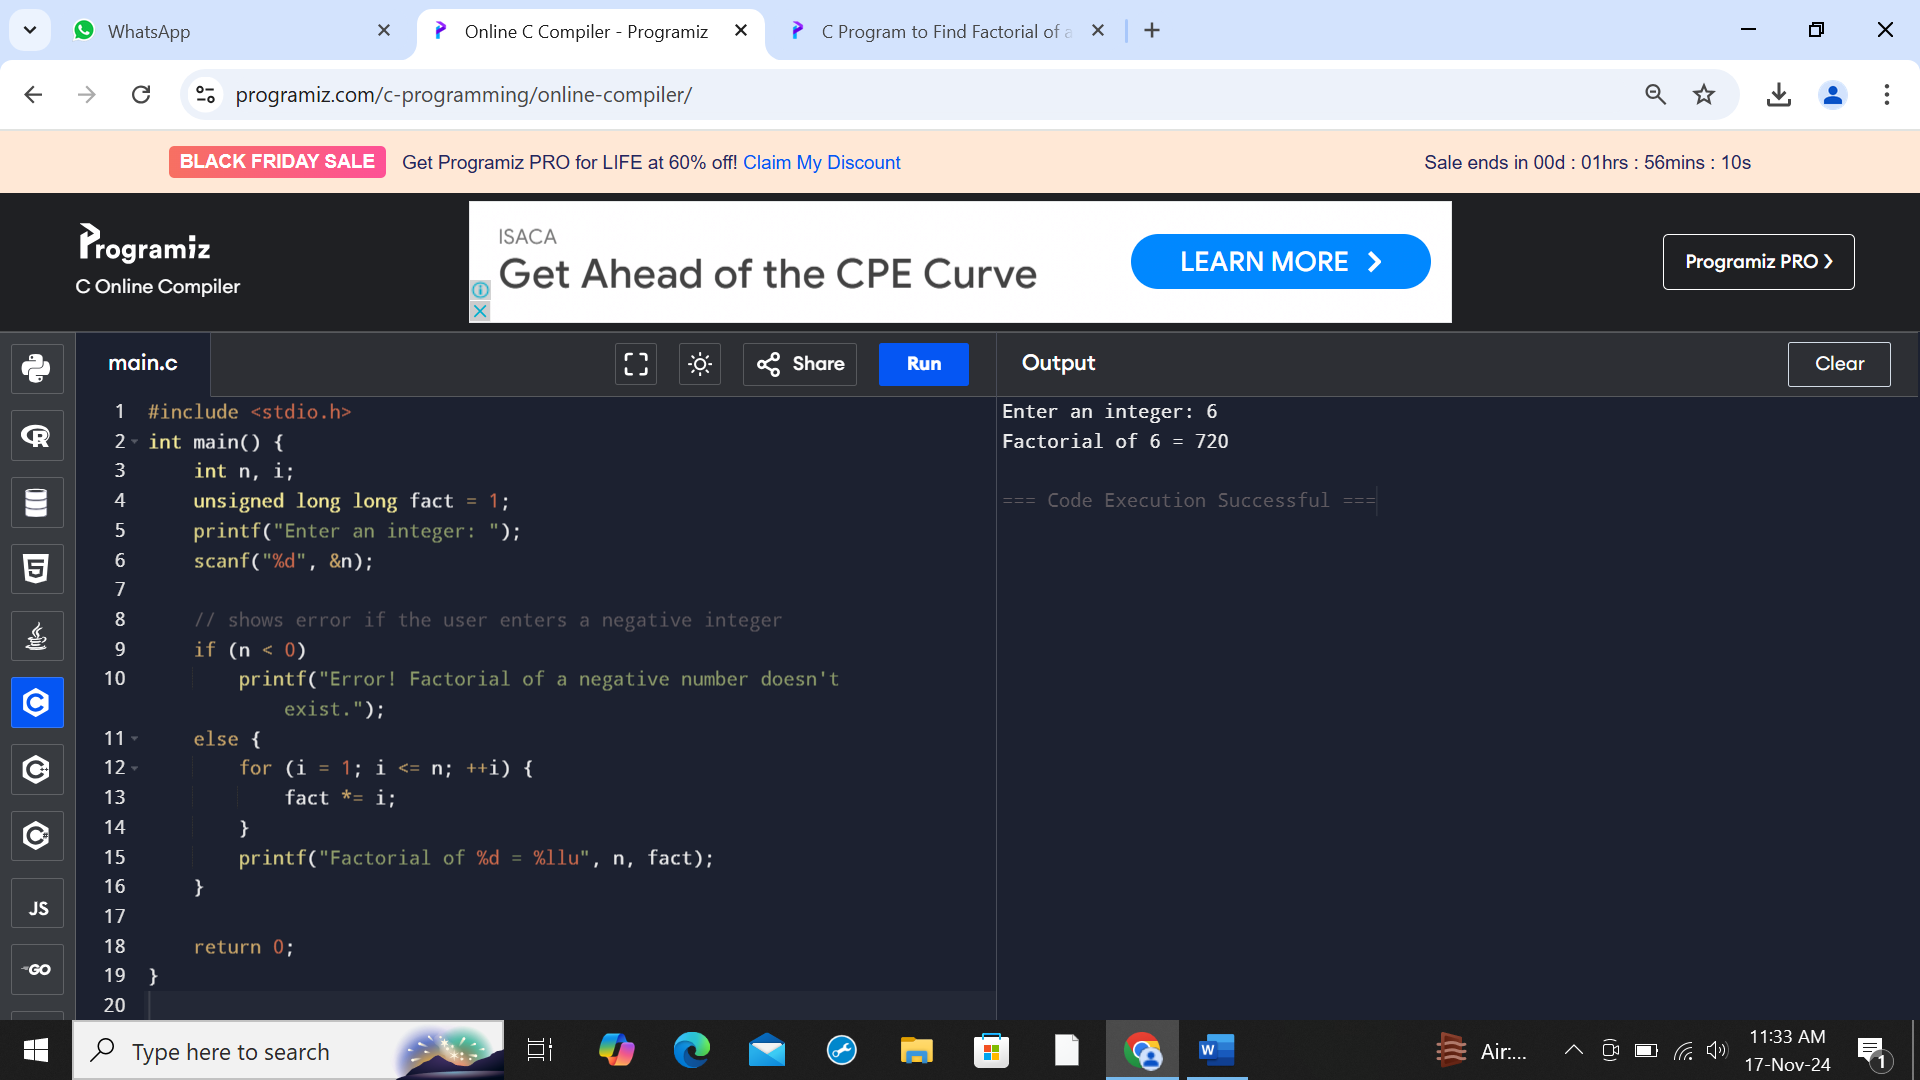 WhatsApp
Online C Compiler - Programiz
C Program to Find Factorial of a
programiz.com/c-programming/online-compiler/
BLACK FRIDAY SALE Get Programiz PRO for LIFE at 60% off! Claim My Discount
Sale ends in 00d : 01hrs : 56mins : 10s
Programiz
C Online Compiler
ISACA
Get Ahead of the CPE Curve
LEARN MORE
Programiz PRO
main.c
Share
Run
Output
Clear
1 #include <stdio.h>
2 int main() {
3 int n, i;
4 unsigned long long fact = 1;
5 printf("Enter an integer: ");
6 scanf("%d", &n);
7
8 // shows error if the user enters a negative integer
9 if (n < 0)
10 printf("Error! Factorial of a negative number doesn't
exist.");
11 else {
12 for (i = 1; i <= n; ++i) {
13 fact *= i;
14 }
15 printf("Factorial of %d = %llu", n, fact);
16 }
17
18 return 0;
19 }
20
Enter an integer: 6
Factorial of 6 = 720
=== Code Execution Successful ===
JS
GO
Type here to search
Air:...
11:33 AM
17-Nov-24
1